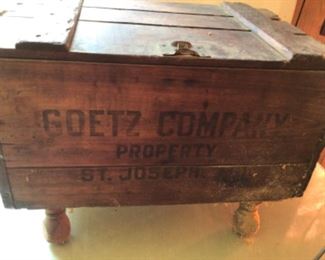 GOETZ COMPANY
PROPERTY
ST. JOSEPH,